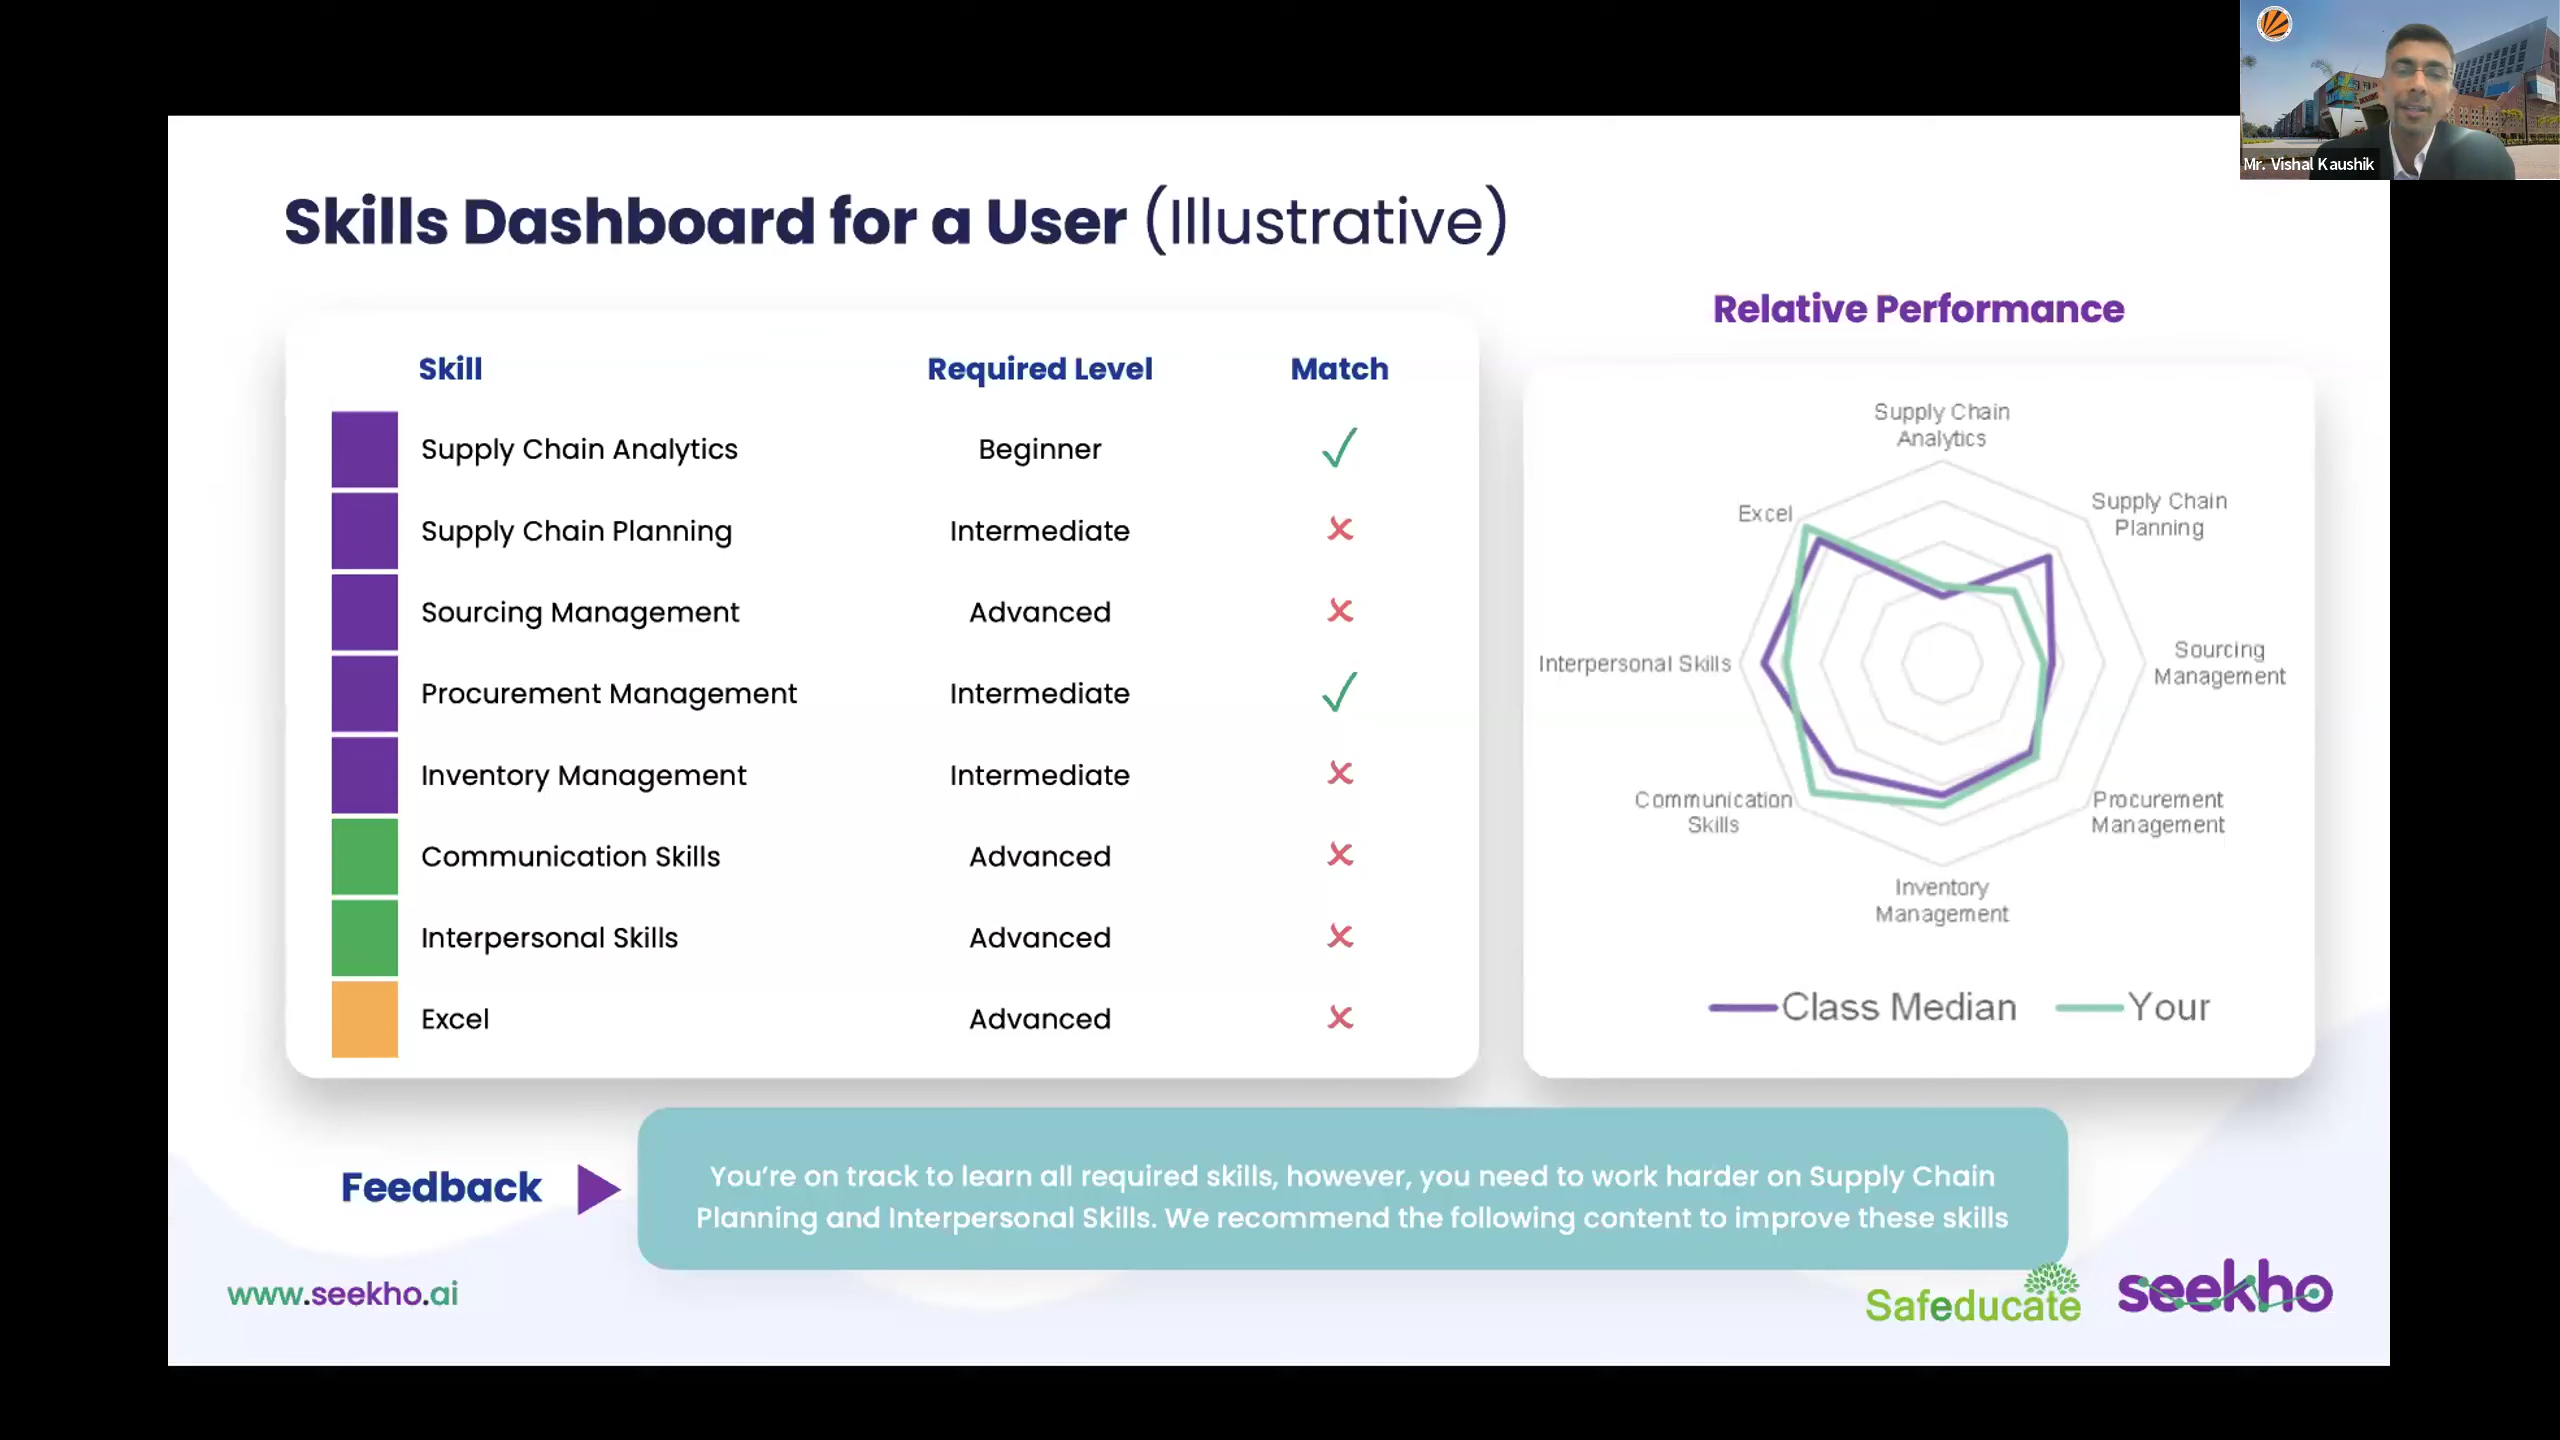 Mr. Vishal Kaushik
Skills Dashboard for a User (Illustrative)
Skill Required Level Match
Supply Chain Analytics Beginner
Supply Chain Planning Intermediate
Sourcing Management Advanced
Procurement Management Intermediate
Inventory Management Intermediate
Communication Skills Advanced
Interpersonal Skills Advanced
Excel Advanced
Relative Performance
Supply Chain
Analytics
Supply Chain
Planning
Sourcing
Management
Procurement
Management
Inventory
Management
Communication
Skills
Interpersonal Skills
Excel
Class Median Your
Feedback
You’re on track to learn all required skills, however, you need to work harder on Supply Chain
Planning and Interpersonal Skills. We recommend the following content to improve these skills
www.seekho.ai
Safeducate
seekho